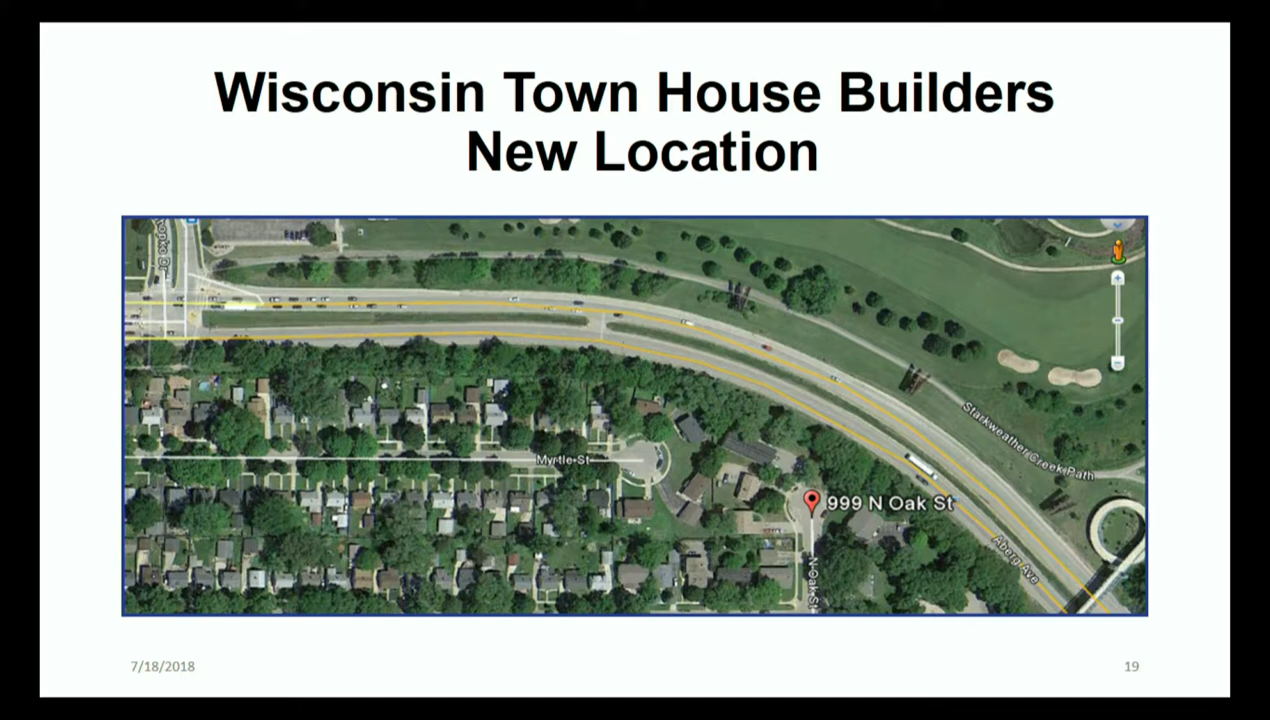 Wisconsin Town House Builders
New Location
Myrtle St
999 N Oak St
Starkweather Creek Path
Aberg Ave
N Oak St
7/18/2018
19